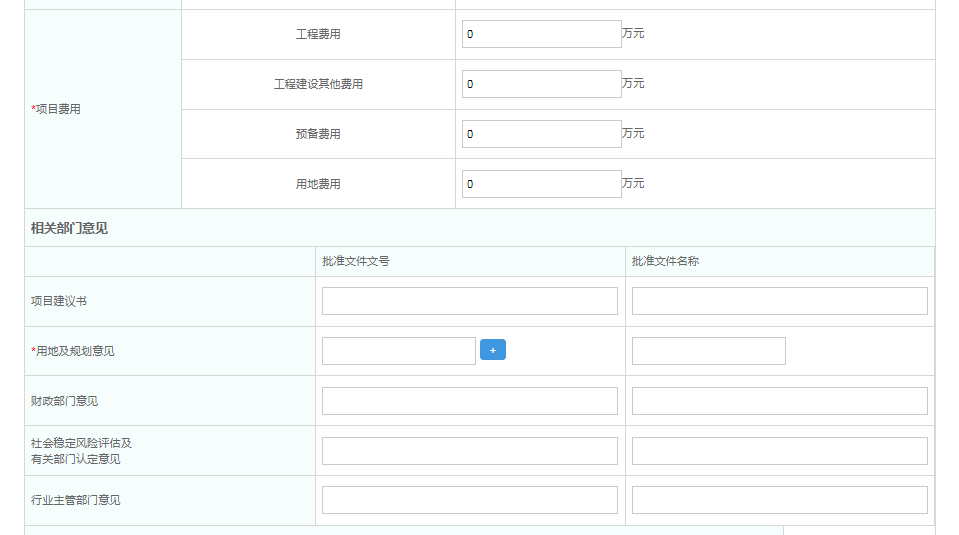 工程费用
0
万元
工程建设其他费用
0
万元
*项目费用
预备费用
0
万元
用地费用
0
万元
相关部门意见
批准文件文号
批准文件名称
项目建议书
*用地及规划意见
+
财政部门意见
社会稳定风险评估及
有关部门认定意见
行业主管部门意见